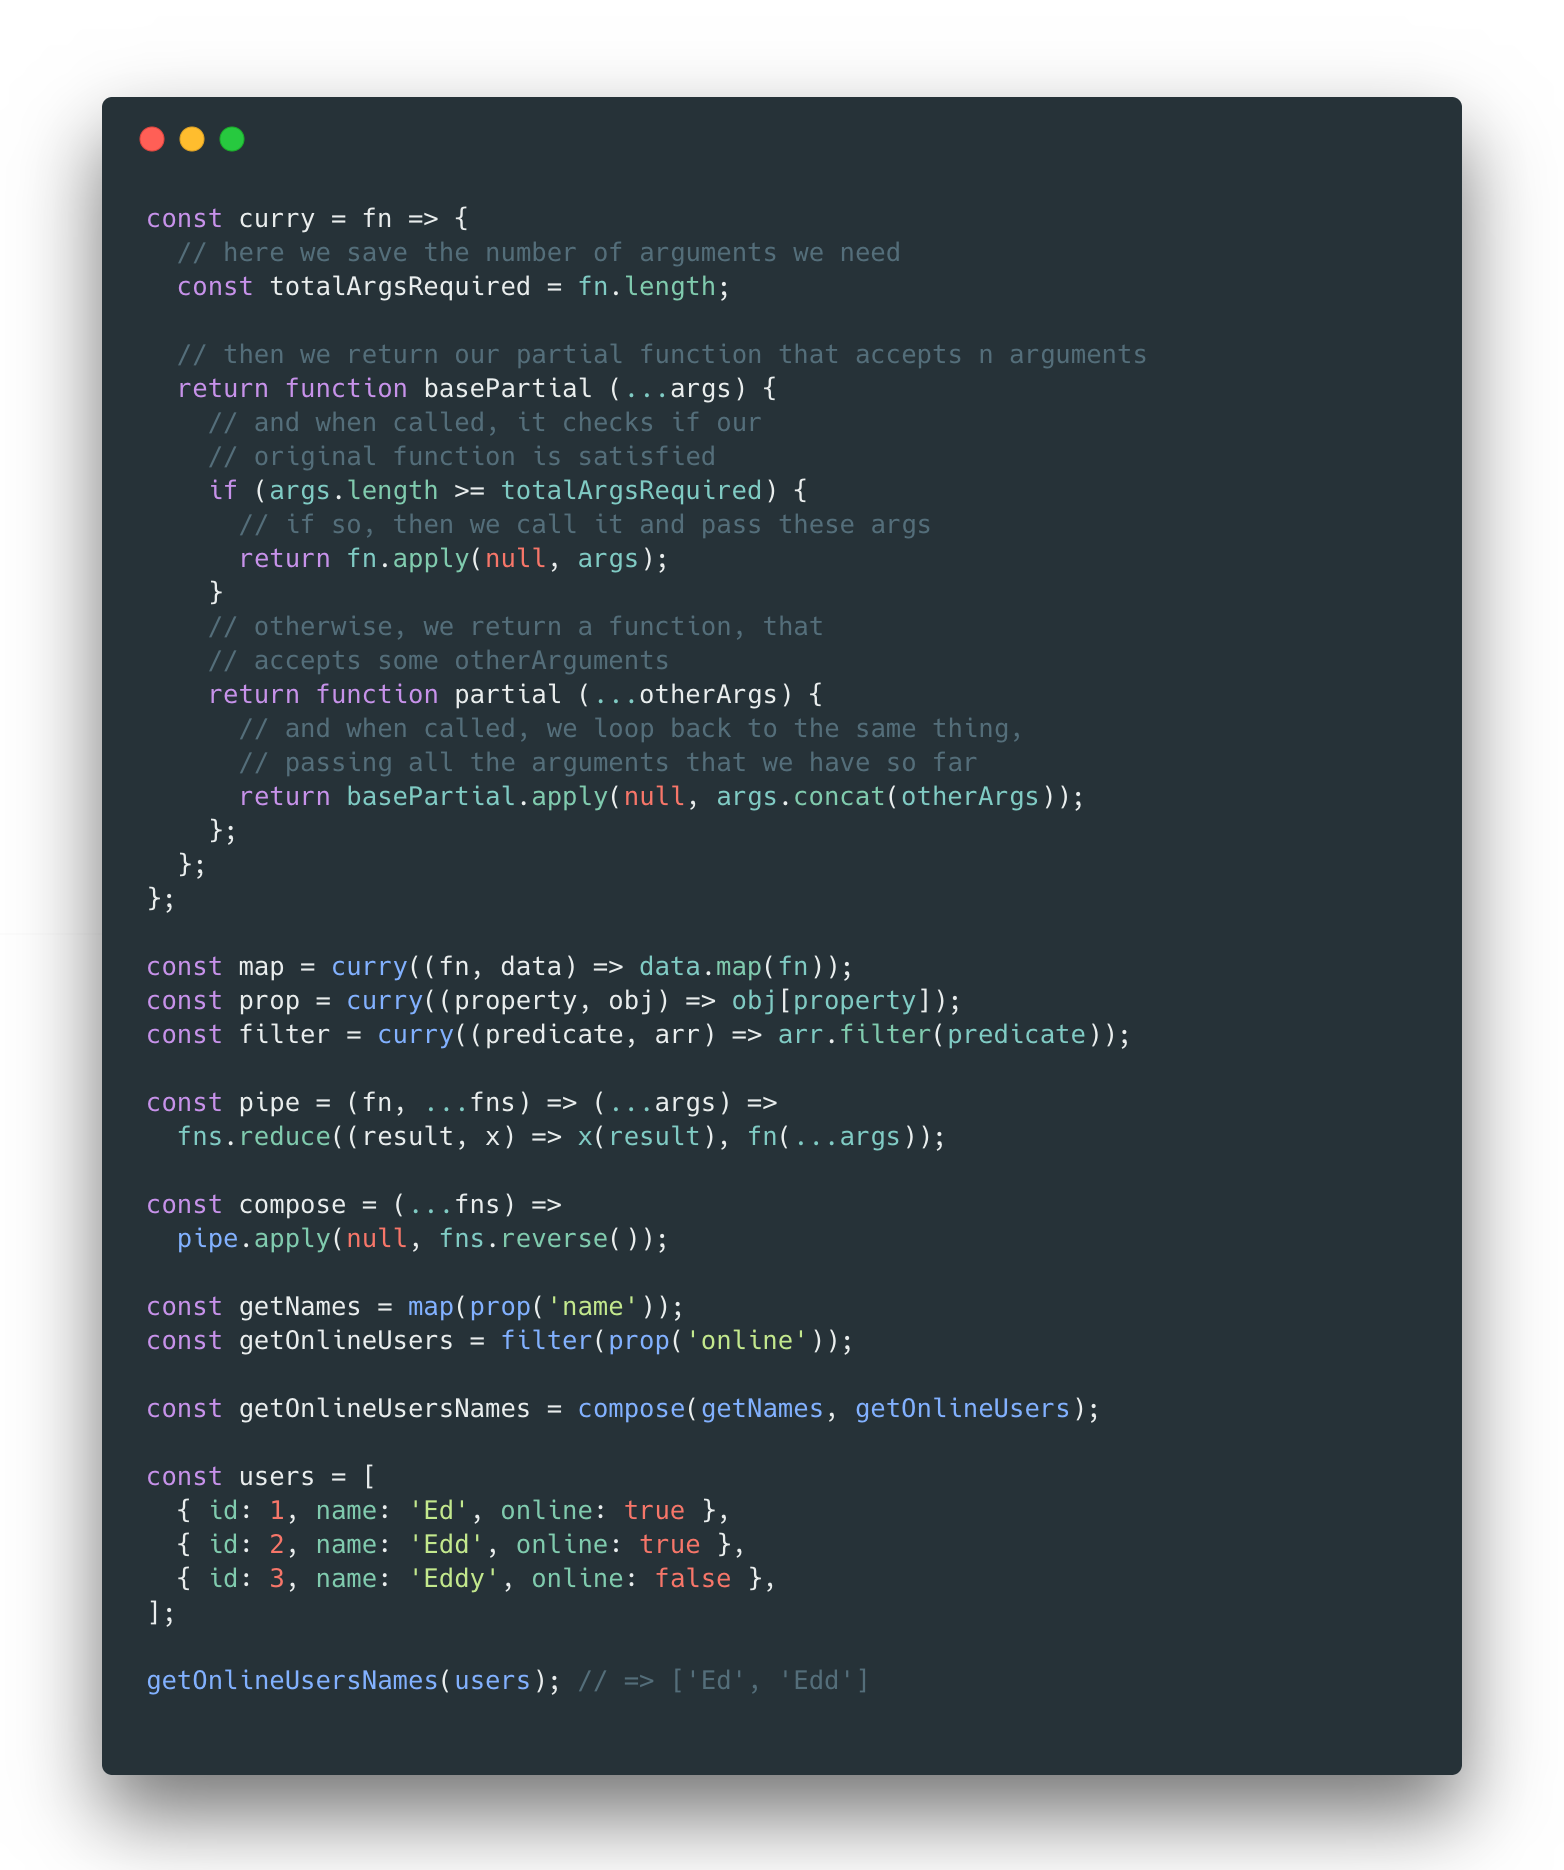 const curry = fn => {
  // here we save the number of arguments we need
  const totalArgsRequired = fn.length;

  // then we return our partial function that accepts n arguments
  return function basePartial (...args) {
    // and when called, it checks if our
    // original function is satisfied
    if (args.length >= totalArgsRequired) {
      // if so, then we call it and pass these args
      return fn.apply(null, args);
    }
    // otherwise, we return a function, that
    // accepts some otherArguments
    return function partial (...otherArgs) {
      // and when called, we loop back to the same thing,
      // passing all the arguments that we have so far
      return basePartial.apply(null, args.concat(otherArgs));
    };
  };
};

const map = curry((fn, data) => data.map(fn));
const prop = curry((property, obj) => obj[property]);
const filter = curry((predicate, arr) => arr.filter(predicate));

const pipe = (fn, ...fns) => (...args) =>
  fns.reduce((result, x) => x(result), fn(...args));

const compose = (...fns) =>
  pipe.apply(null, fns.reverse());

const getNames = map(prop('name'));
const getOnlineUsers = filter(prop('online'));

const getOnlineUsersNames = compose(getNames, getOnlineUsers);

const users = [
  { id: 1, name: 'Ed', online: true },
  { id: 2, name: 'Edd', online: true },
  { id: 3, name: 'Eddy', online: false },
];

getOnlineUsersNames(users); // => ['Ed', 'Edd']